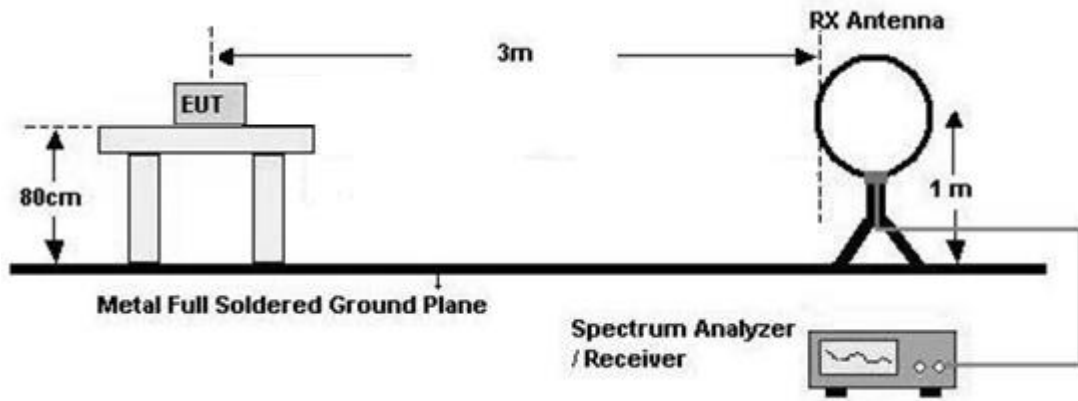 RX Antenna
3m
EUT
80cm
1 m
Metal Full Soldered Ground Plane
Spectrum Analyzer
/ Receiver